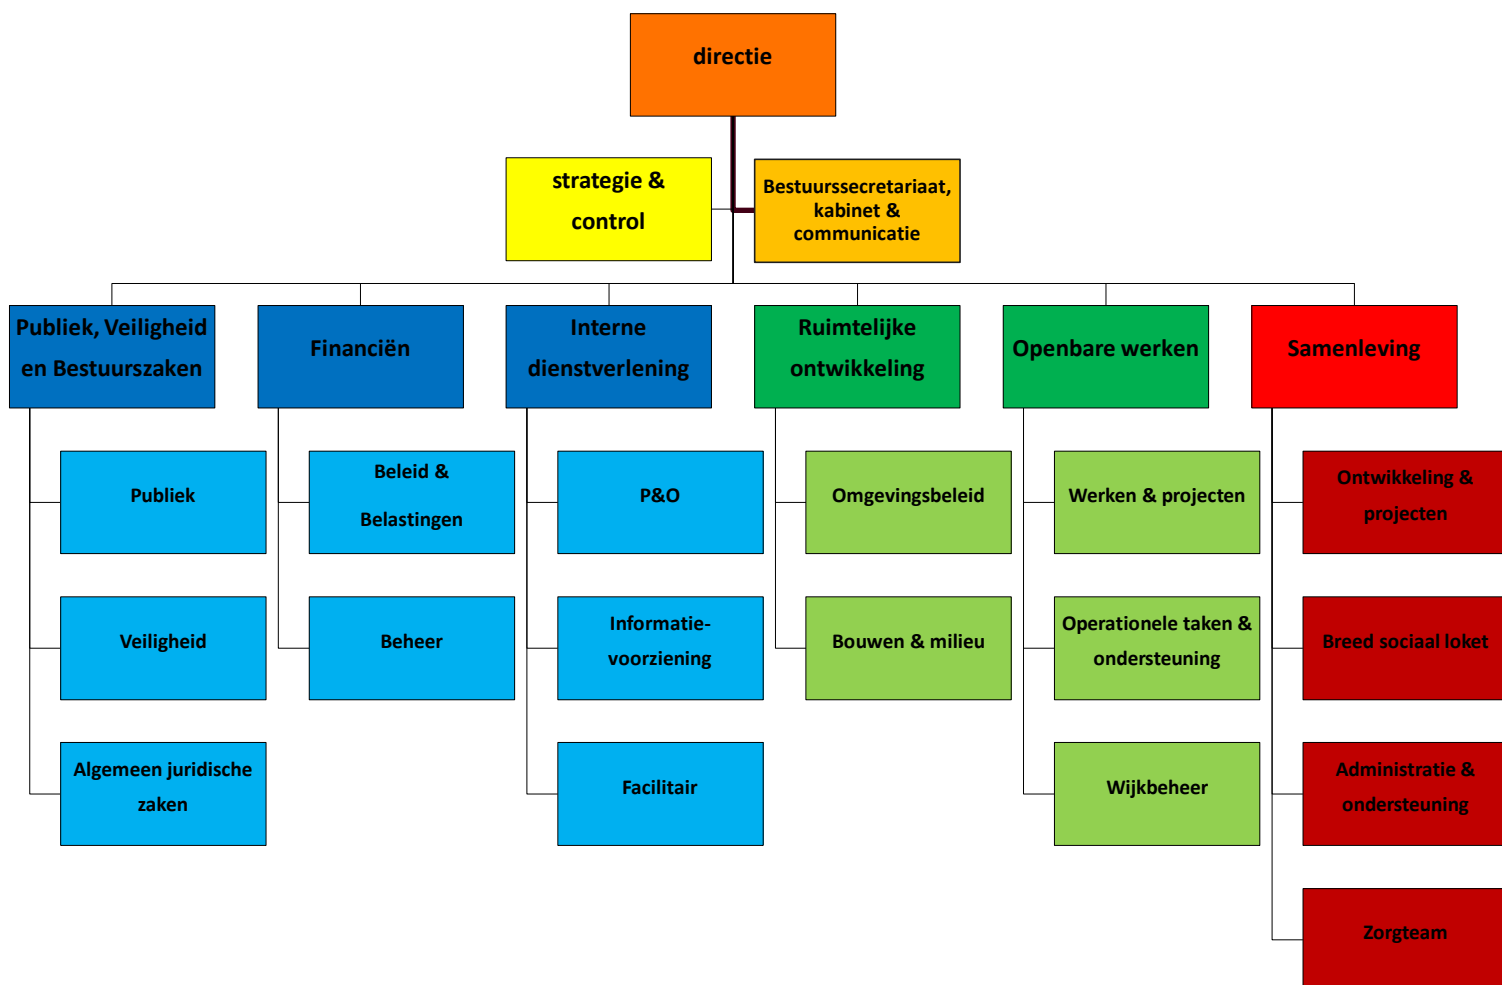 directie
strategie &
control
Bestuurssecretariaat,
kabinet &
communicatie
Publiek, Veiligheid
en Bestuurszaken
Financiën
Interne
dienstverlening
Ruimtelijke
ontwikkeling
Openbare werken
Samenleving
Publiek
Beleid &
Belastingen
P&O
Omgevingsbeleid
Werken & projecten
Ontwikkeling &
projecten
Veiligheid
Beheer
Informatie-
voorziening
Bouwen & milieu
Operationele taken &
ondersteuning
Breed sociaal loket
Algemeen juridische
zaken
Facilitair
Wijkbeheer
Administratie &
ondersteuning
Zorgteam